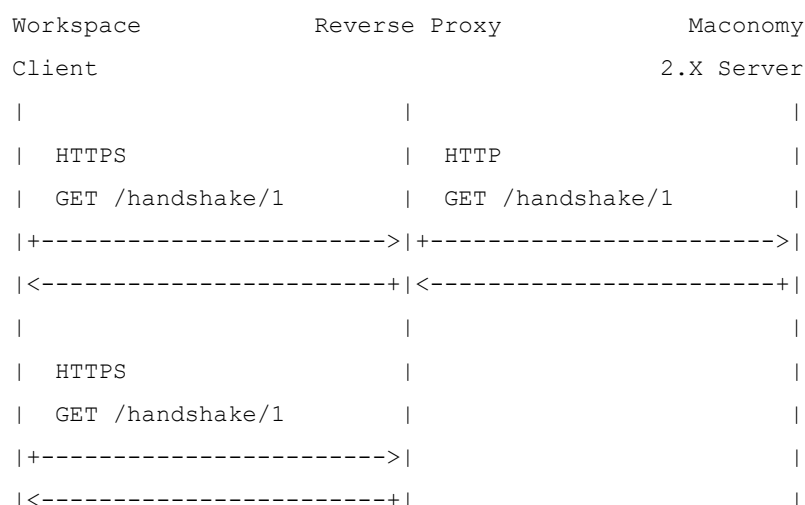 Workspace            Reverse Proxy             Maconomy
Client                                       2.X Server
|                          |                          |
|  HTTPS                   |  HTTP                    |
|  GET /handshake/1        |  GET /handshake/1        |
|+------------------------>|+------------------------>|
|<------------------------+|<------------------------+|
|                          |                          |
|  HTTPS                   |                          |
|  GET /handshake/1        |                          |
|+------------------------>|                          |
|<------------------------+|                          |